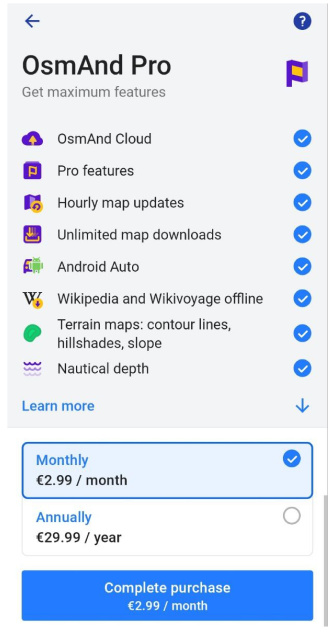 OsmAnd Pro
Get maximum features
OsmAnd Cloud
Pro features
Hourly map updates
Unlimited map downloads
Android Auto
Wikipedia and Wikivoyage offline
Terrain maps: contour lines,
hillshades, slope
Nautical depth
Learn more
Monthly
€2.99 / month
Annually
€29.99 / year
Complete purchase
€2.99 / month